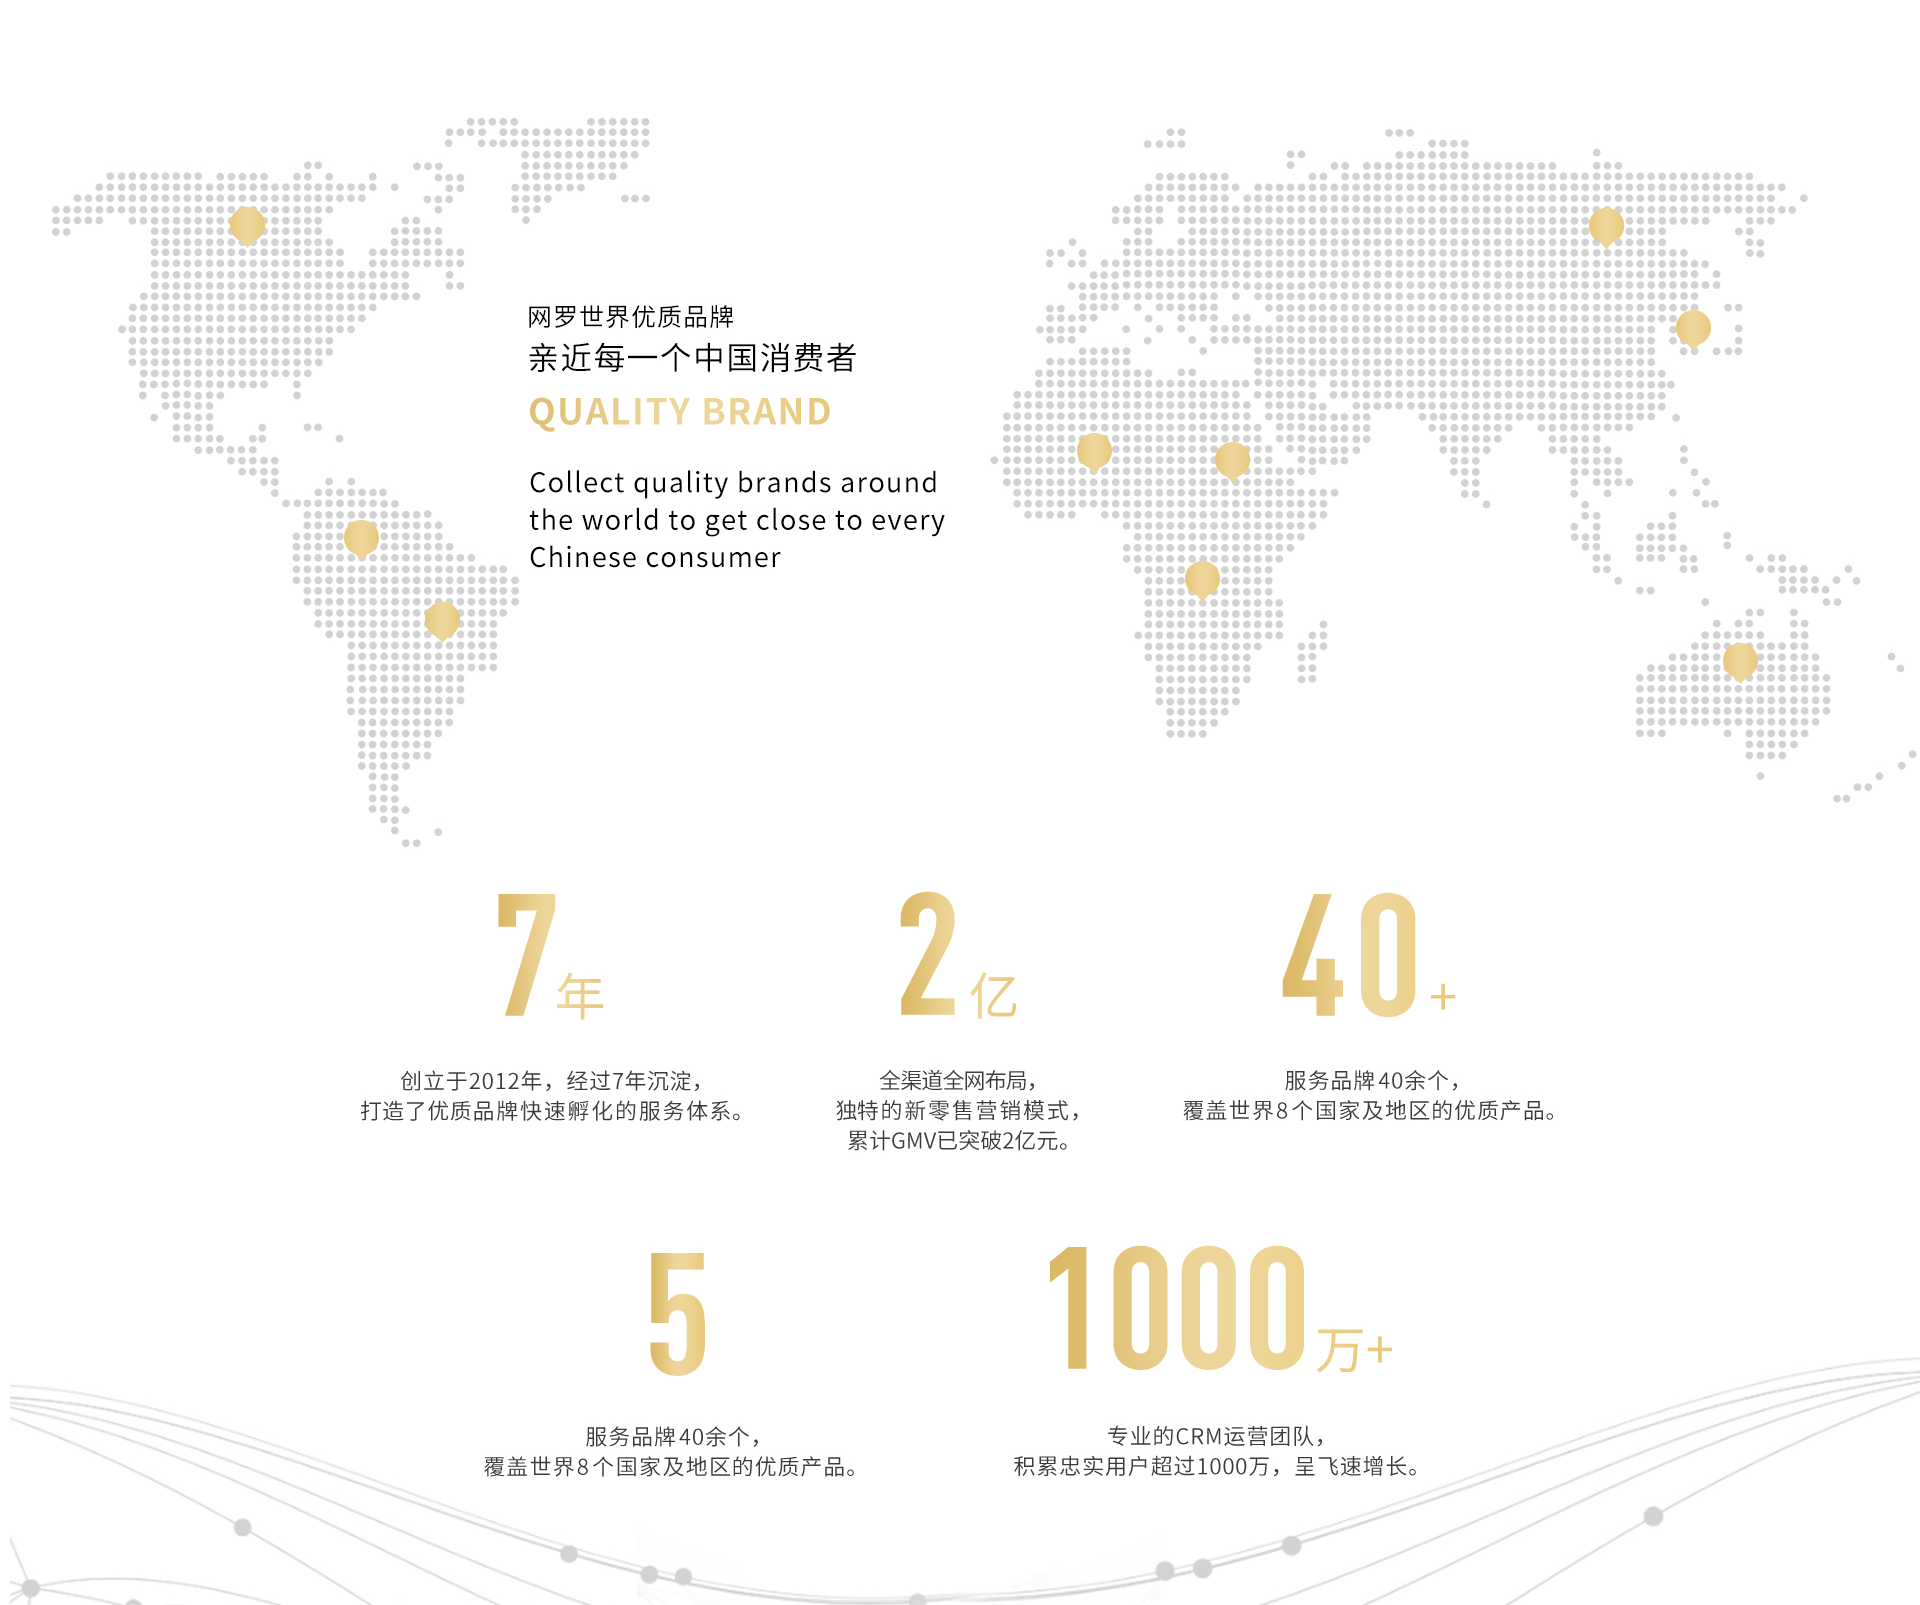 网罗世界优质品牌
亲近每一个中国消费者
QUALITY BRAND
Collect quality brands around
the world to get close to every
Chinese consumer
7年
创立于2012年，经过7年沉淀，
打造了优质品牌快速孵化的服务体系。
2亿
全渠道全网布局，
独特的新零售营销模式，
累计GMV已突破2亿元。
40+
服务品牌40余个，
覆盖世界8个国家及地区的优质产品。
5
服务品牌40余个，
覆盖世界8个国家及地区的优质产品。
1000万+
专业的CRM运营团队，
积累忠实用户超过1000万，呈飞速增长。